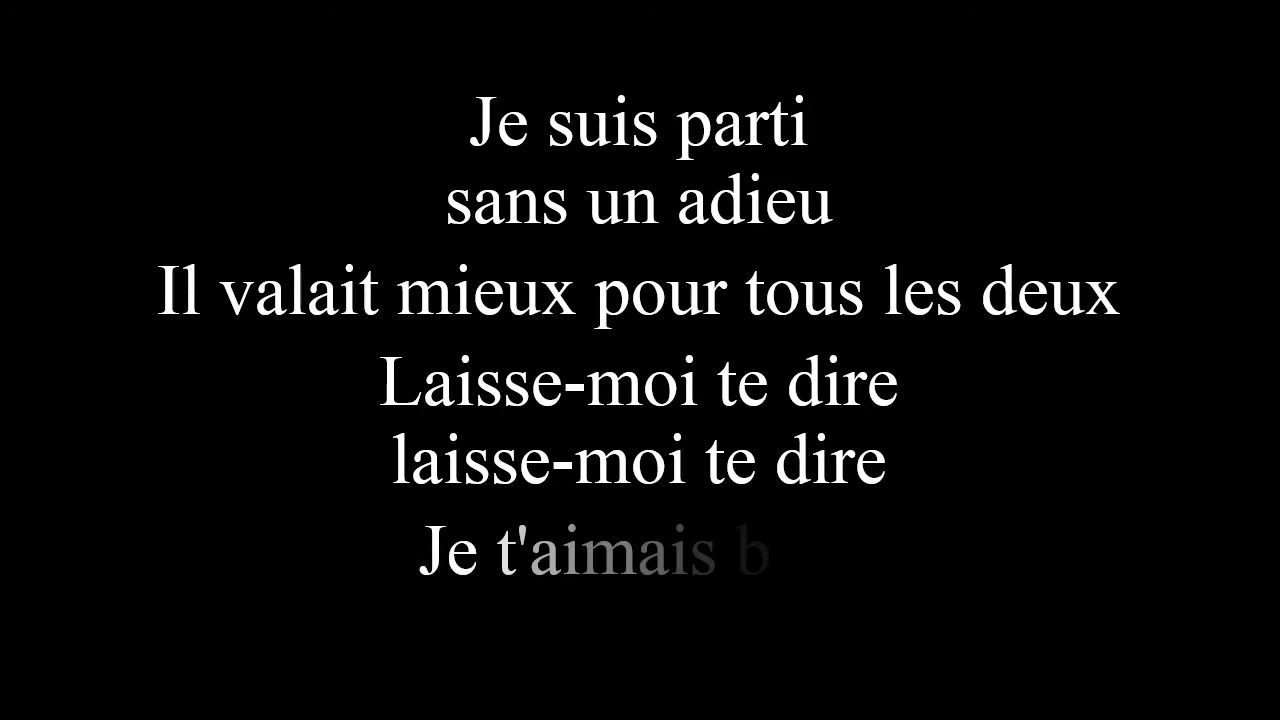 Je suis parti
sans un adieu
Il valait mieux pour tous les deux
Laisse-moi te dire
laisse-moi te dire
Je t'aimais b